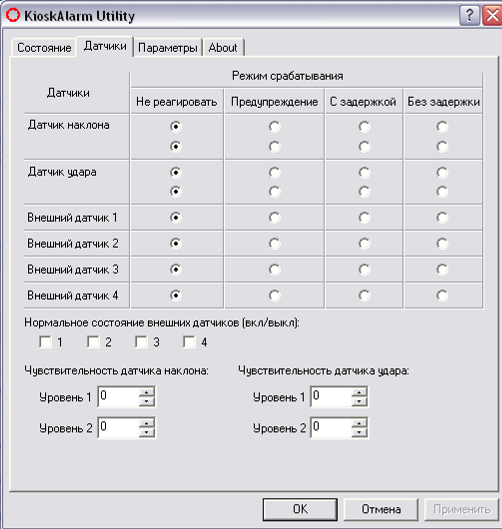 KioskAlarm Utility
Состояние Датчики Параметры About
Датчики
Режим срабатывания
Не реагировать Предупреждение С задержкой Без задержки
Датчик наклона
Датчик удара
Внешний датчик 1
Внешний датчик 2
Внешний датчик 3
Внешний датчик 4
Нормальное состояние внешних датчиков (вкл/выкл):
1 2 3 4
Чувствительность датчика наклона: Чувствительность датчика удара:
Уровень 1 0 Уровень 1 0
Уровень 2 0 Уровень 2 0
OK Отмена Применить